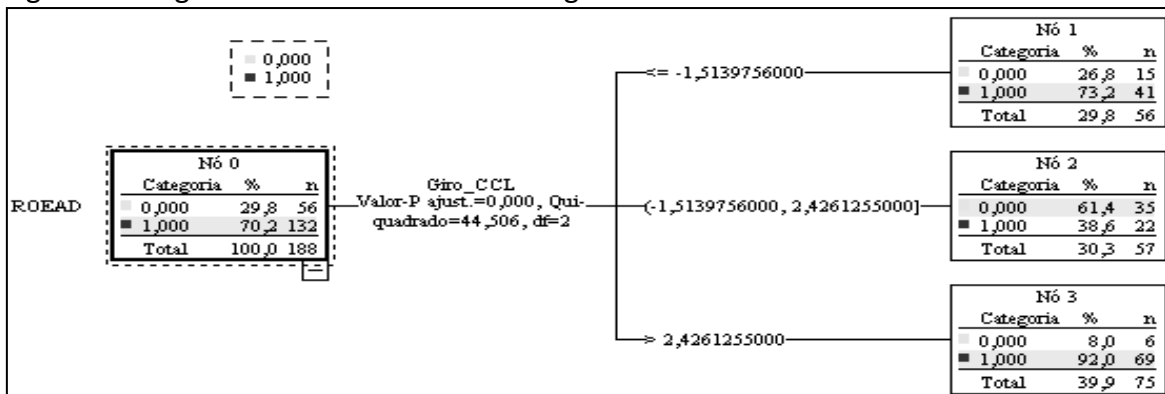 0,000
1,000
ROEAD
Nó 0
Categoria % n
0,000 29,8 56
1,000 70,2 132
Total 100,0 188
Giro_CCL
Valor-P ajust.=0,000, Qui-
quadrado=44,506, df=2
<= -1,5139756000
Nó 1
Categoria % n
0,000 26,8 15
1,000 73,2 41
Total 29,8 56
(-1,5139756000, 2,4261255000]
Nó 2
Categoria % n
0,000 61,4 35
1,000 38,6 22
Total 30,3 57
> 2,4261255000
Nó 3
Categoria % n
0,000 8,0 6
1,000 92,0 69
Total 39,9 75